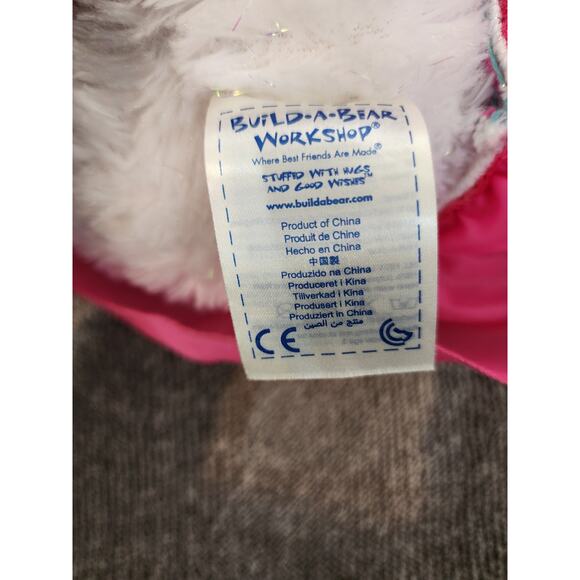 BUILD-A-BEAR
WORKSHOP®
Where Best Friends Are Made®
STUFFED WITH HUGS
AND GOOD WISHES™
www.buildabear.com
Product of China
Produit de Chine
Hecho en China
中国製
Produzido na China
Produceret i Kina
Tillverkad i Kina
Produsert i Kina
Produziert in China
منتج من الصين
CE